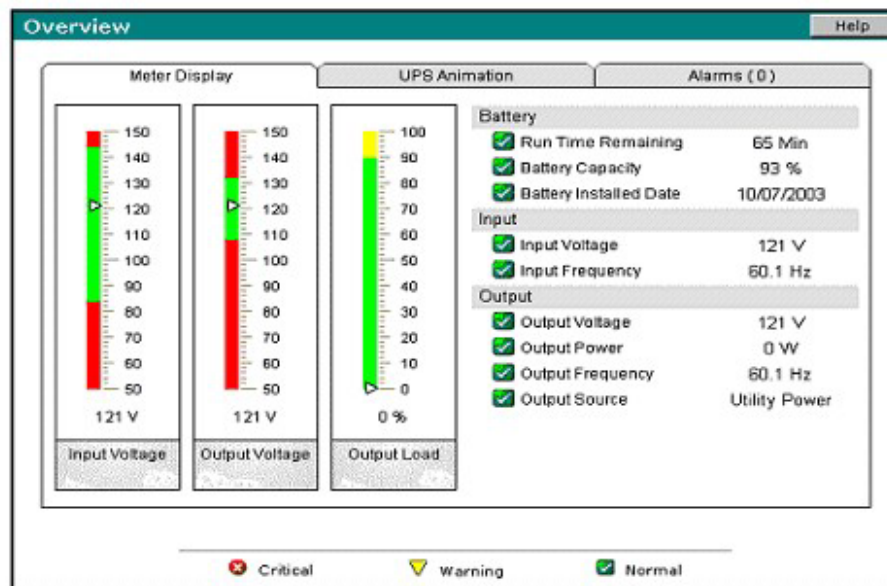 Overview Help
Meter Display UPS Animation Alarms ( 0 )
150 150 100
140 140 90
130 130 80
120 120 70
110 110 60
100 100 50
90 90 40
80 80 30
70 70 20
60 60 10
50 50 0
121 V 121 V 0 %
Input Voltage Output Voltage Output Load
Battery
Run Time Remaining 65 Min
Battery Capacity 93 %
Battery Installed Date 10/07/2003
Input
Input Voltage 121 V
Input Frequency 60.1 Hz
Output
Output Voltage 121 V
Output Power 0 W
Output Frequency 60.1 Hz
Output Source Utility Power
Critical Warning Normal